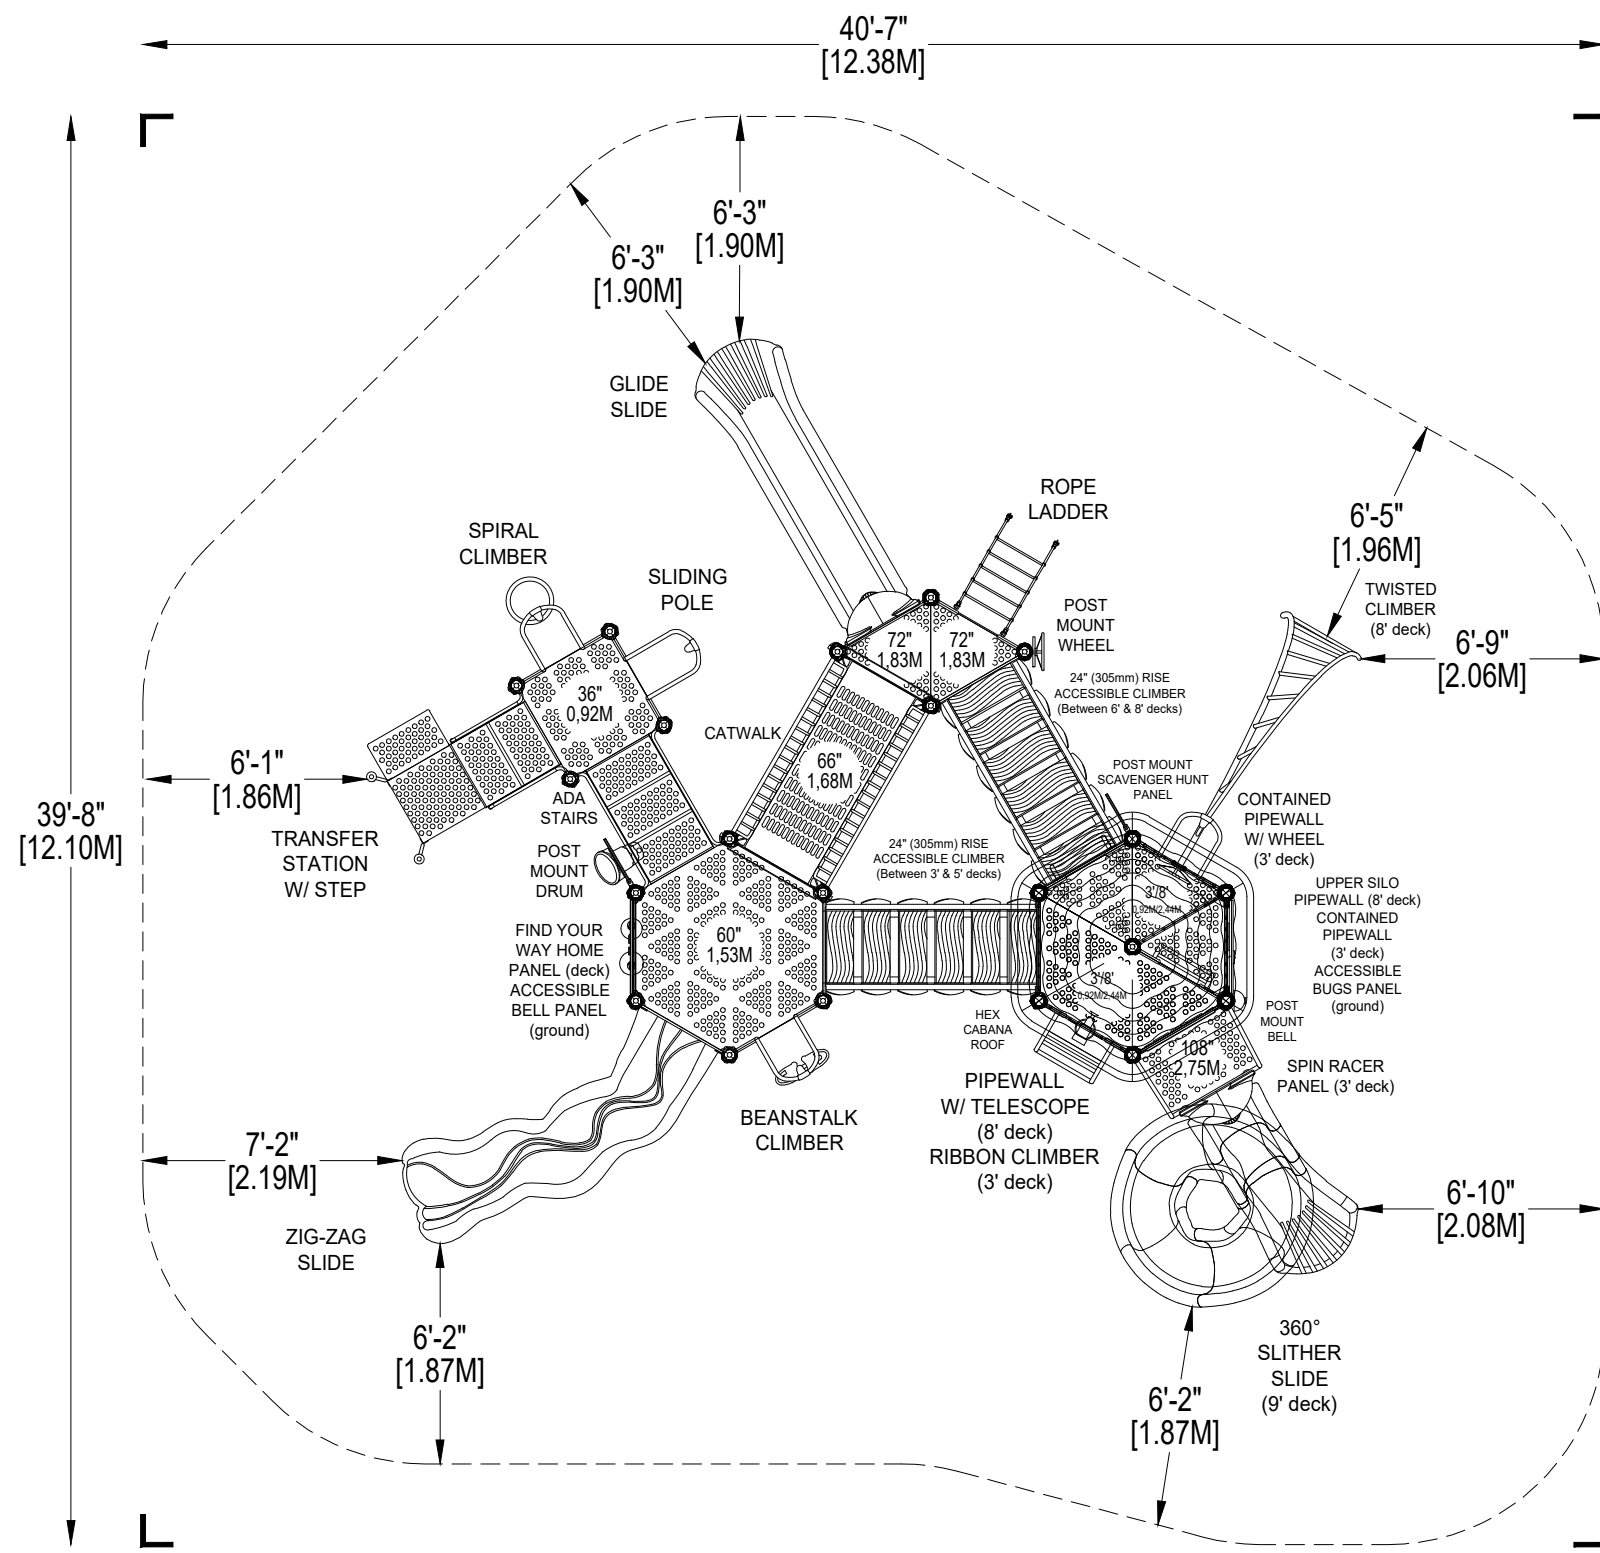 40'-7"
[12.38M]
6'-3"
[1.90M]
6'-3"
[1.90M]
GLIDE
SLIDE
ROPE
LADDER
6'-5"
[1.96M]
SPIRAL
CLIMBER
SLIDING
POLE
TWISTED
CLIMBER
(8' deck)
POST
MOUNT
WHEEL
6'-9"
[2.06M]
72"
1,83M
72"
1,83M
36"
0,92M
24" (305mm) RISE
ACCESSIBLE CLIMBER
(Between 6' & 8' decks)
CATWALK
66"
1,68M
6'-1"
[1.86M]
POST MOUNT
SCAVENGER HUNT
PANEL
39'-8"
[12.10M]
ADA
STAIRS
CONTAINED
PIPEWALL
W/ WHEEL
(3' deck)
TRANSFER
STATION
W/ STEP
POST
MOUNT
DRUM
24" (305mm) RISE
ACCESSIBLE CLIMBER
(Between 3' & 5' decks)
3'/8'
0,92M/2,44M
UPPER SILO
PIPEWALL (8' deck)
CONTAINED
PIPEWALL
(3' deck)
ACCESSIBLE
BUGS PANEL
(ground)
FIND YOUR
WAY HOME
PANEL (deck)
ACCESSIBLE
BELL PANEL
(ground)
60"
1,53M
3'/8'
0,92M/2,44M
HEX
CABANA
ROOF
POST
MOUNT
BELL
108"
2,75M
SPIN RACER
PANEL (3' deck)
PIPEWALL
W/ TELESCOPE
(8' deck)
RIBBON CLIMBER
(3' deck)
BEANSTALK
CLIMBER
7'-2"
[2.19M]
6'-10"
[2.08M]
ZIG-ZAG
SLIDE
6'-2"
[1.87M]
360°
SLITHER
SLIDE
(9' deck)
6'-2"
[1.87M]